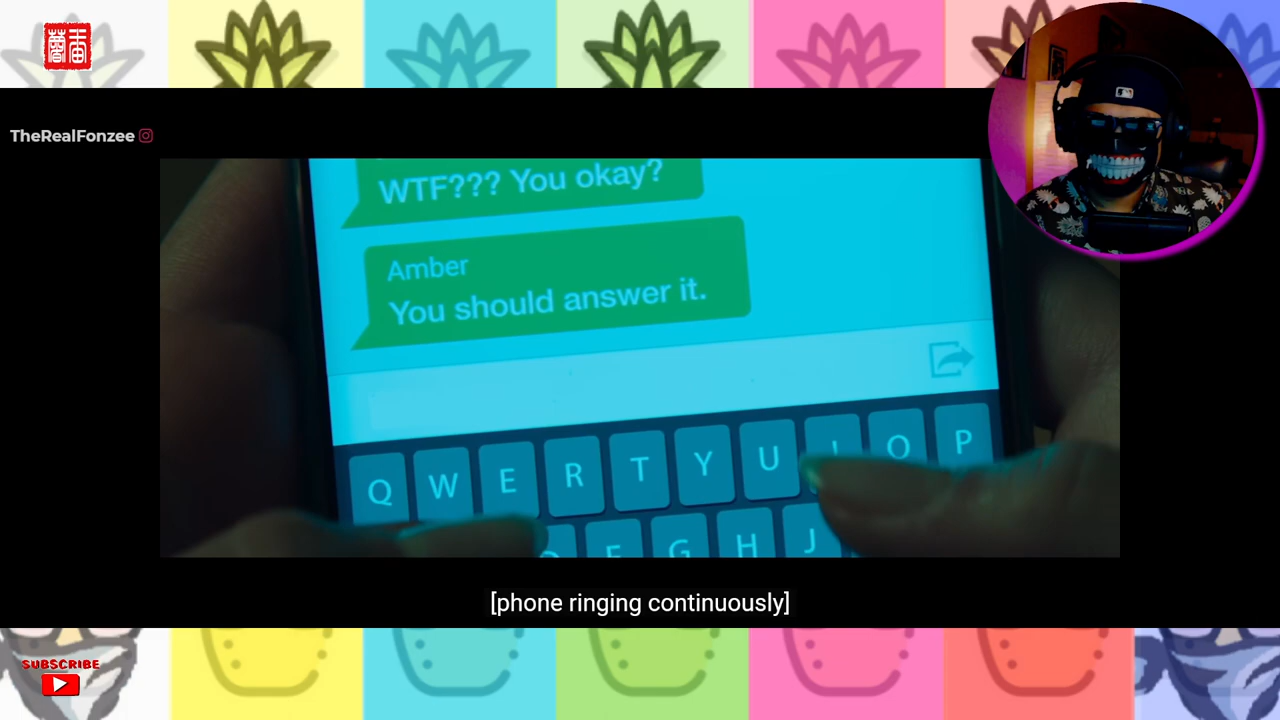 TheRealFonzee
WTF??? You okay?
Amber
You should answer it.
Q W E R T Y U I O P
F G H J
[phone ringing continuously]
SUBSCRIBE